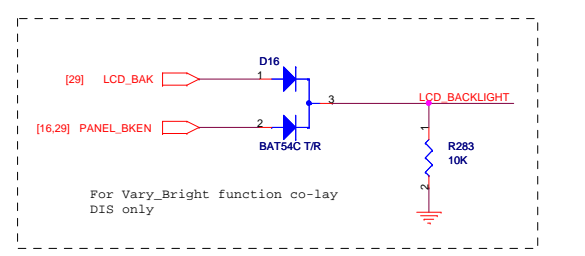 D16
[29] LCD_BAK 1
3 LCD_BACKLIGHT
[16,29] PANEL_BKEN 2
BAT54C T/R
1
R283
10K
2
For Vary_Bright function co-lay
DIS only